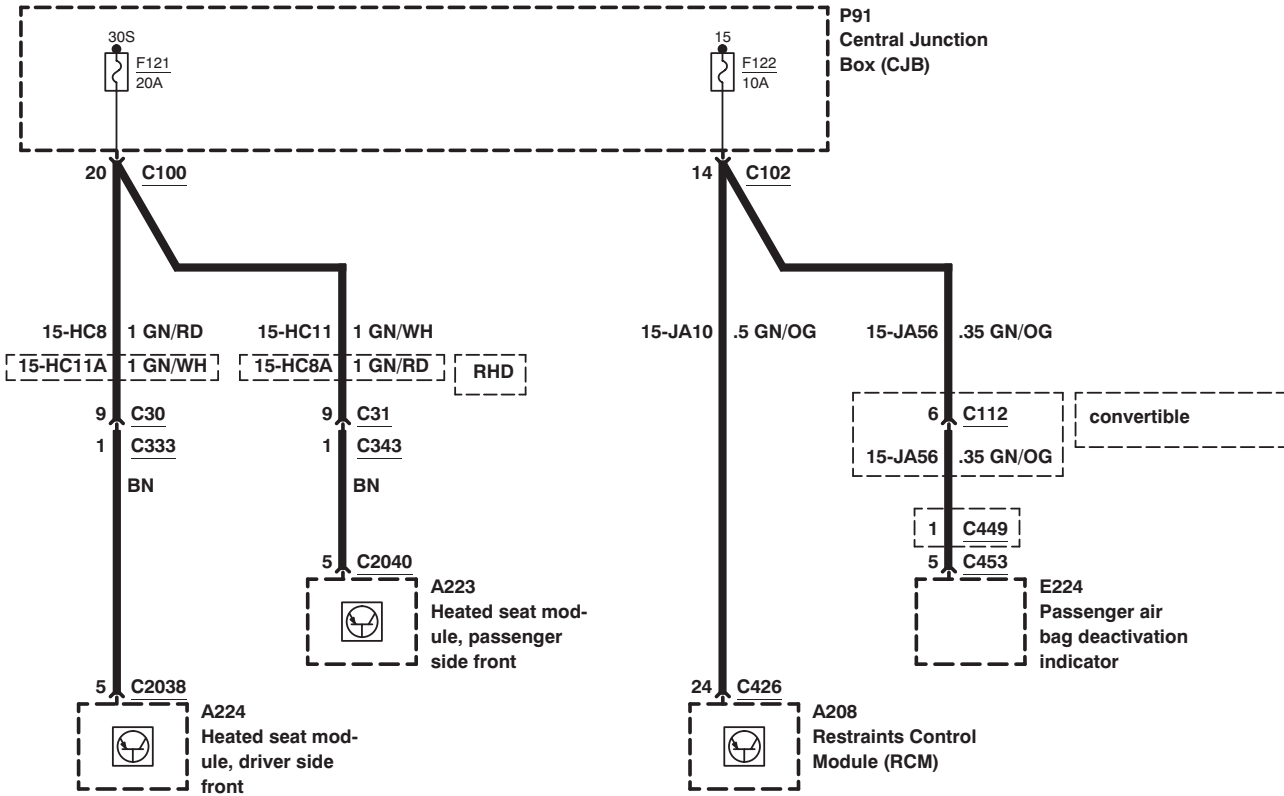 P91
Central Junction
Box (CJB)
30S
F121
20A
15
F122
10A
20 C100
14 C102
15-HC8 1 GN/RD
15-HC11 1 GN/WH
15-JA10 .5 GN/OG
15-JA56 .35 GN/OG
15-HC11A 1 GN/WH
15-HC8A 1 GN/RD
RHD
9 C30
9 C31
6 C112
convertible
1 C333
1 C343
15-JA56 .35 GN/OG
BN
BN
1 C449
5 C2040
5 C453
A223
Heated seat mod-
ule, passenger
side front
E224
Passenger air
bag deactivation
indicator
5 C2038
24 C426
A224
Heated seat mod-
ule, driver side
front
A208
Restraints Control
Module (RCM)